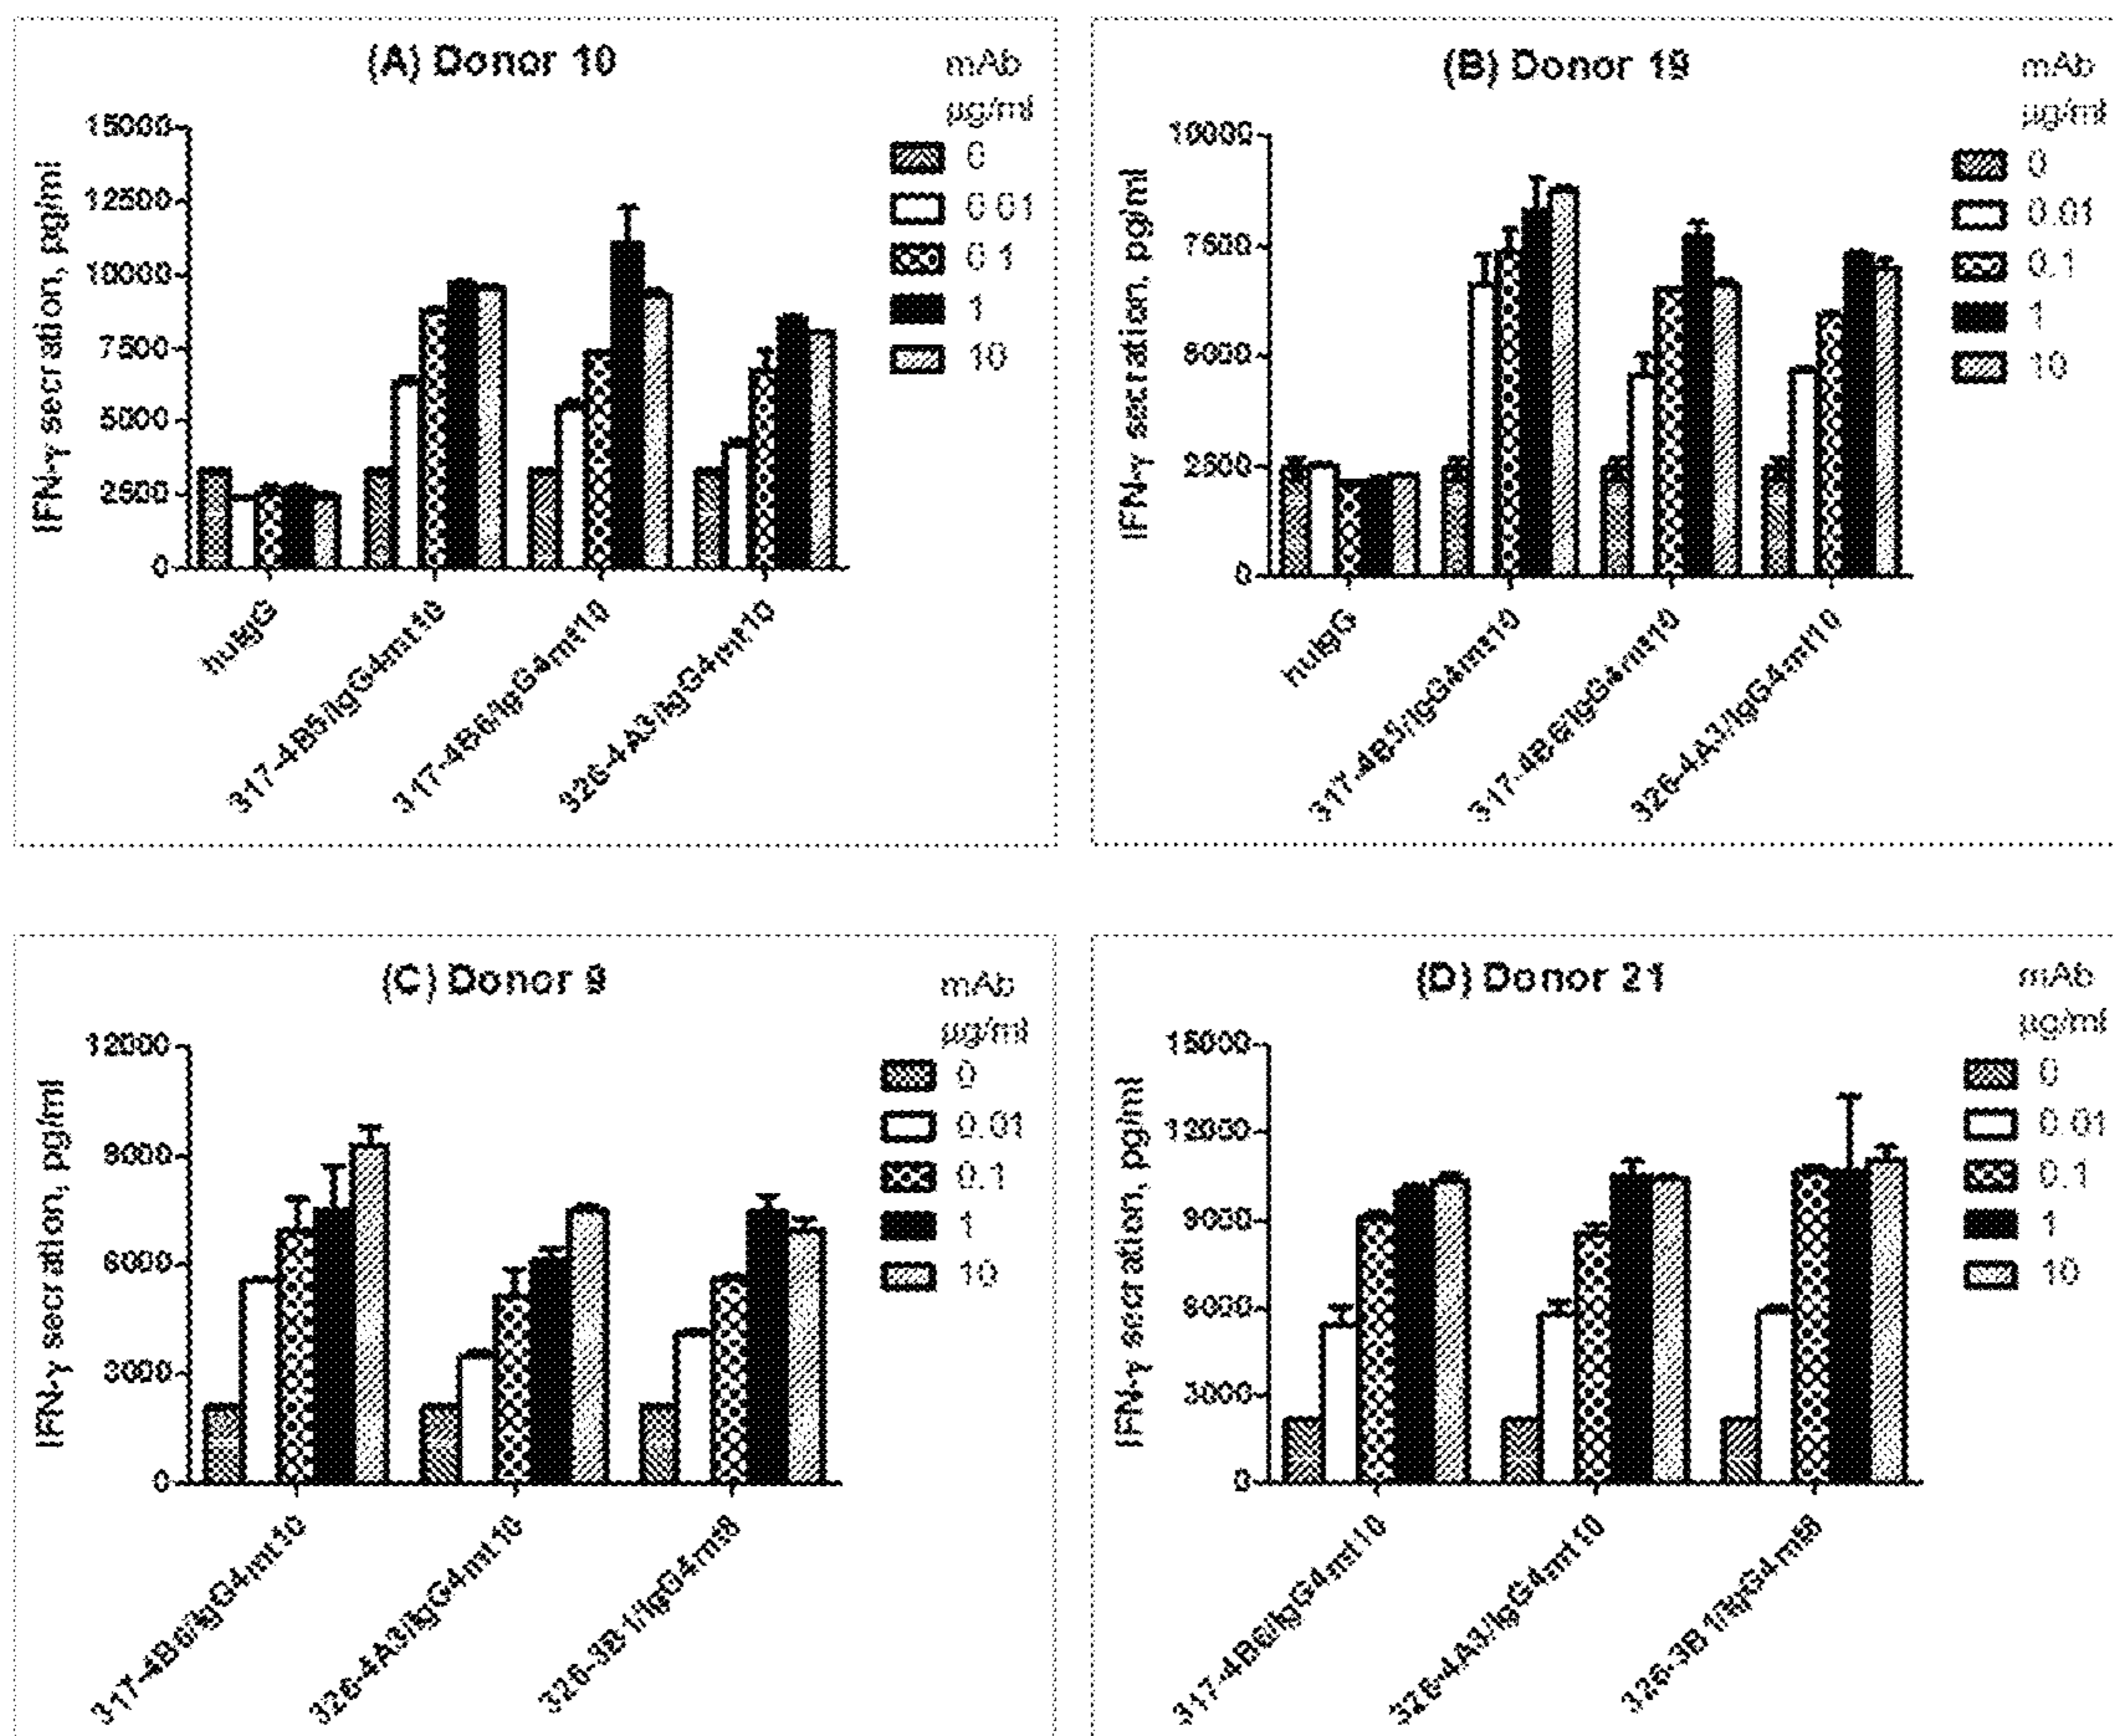 (A) Donor 10
mAb
µg/ml
0
0.01
0.1
1
10
IFN-γ secration, pg/ml
15000
12500
10000
7500
5000
2500
0
huIgG
317-4B5/IgG4mt10
317-4B6/IgG4mt10
326-4A3/IgG4mt10
(B) Donor 19
mAb
µg/ml
0
0.01
0.1
1
10
IFN-γ secration, pg/ml
10000
7500
5000
2500
0
huIgG
317-4B5/IgG4mt10
317-4B6/IgG4mt10
326-4A3/IgG4mt10
(C) Donor 9
mAb
µg/ml
0
0.01
0.1
1
10
IFN-γ secration, pg/ml
12000
9000
6000
3000
0
317-4B6/IgG4mt10
326-4A3/IgG4mt10
326-3B1/IgG4mt6
(D) Donor 21
mAb
µg/ml
0
0.01
0.1
1
10
IFN-γ secration, pg/ml
15000
12000
9000
6000
3000
0
317-4B6/IgG4mt10
326-4A3/IgG4mt10
326-3B1/IgG4mt6